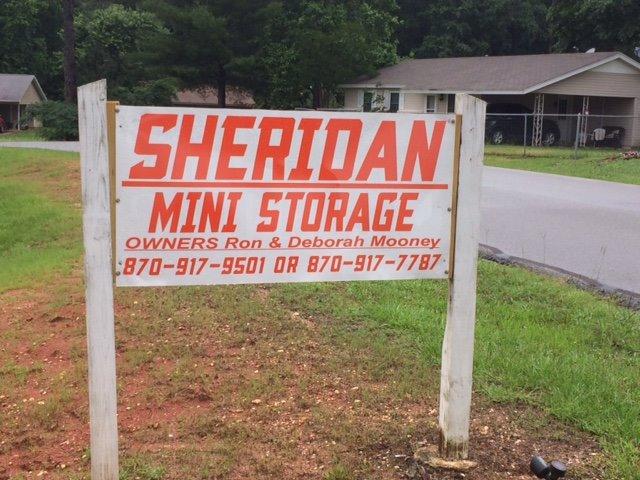 SHERIDAN
MINI STORAGE
OWNERS Ron & Deborah Mooney
870-917-9501 OR 870-917-7787